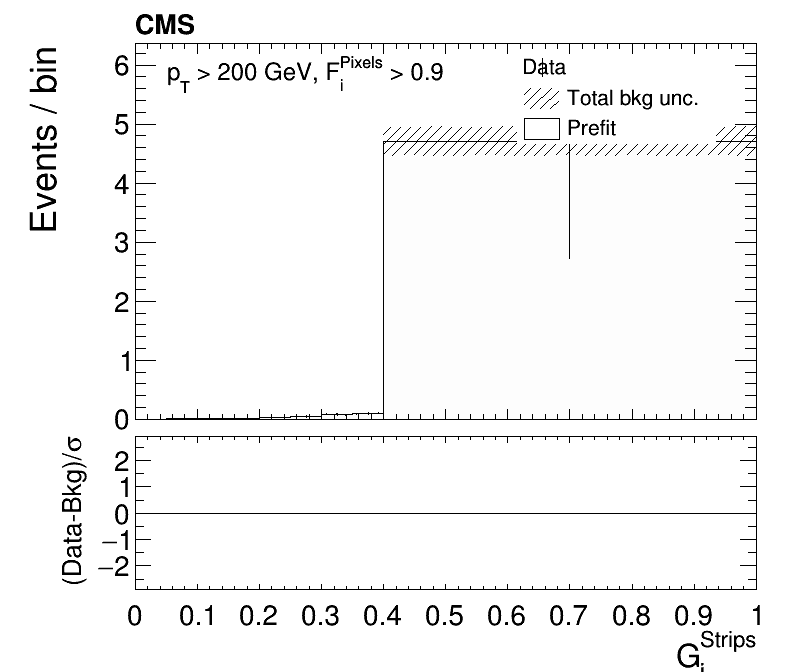 CMS
p_T > 200 GeV, F_i^Pixels > 0.9
Data
Total bkg unc.
Prefit
Events / bin
6
5
4
3
2
1
0
(Data-Bkg)/σ
2
1
0
−1
−2
0 0.1 0.2 0.3 0.4 0.5 0.6 0.7 0.8 0.9 1
G_i^Strips